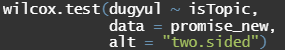 wilcox.test(dugyul ~ isTopic,
data = promise_new,
alt = "two.sided")